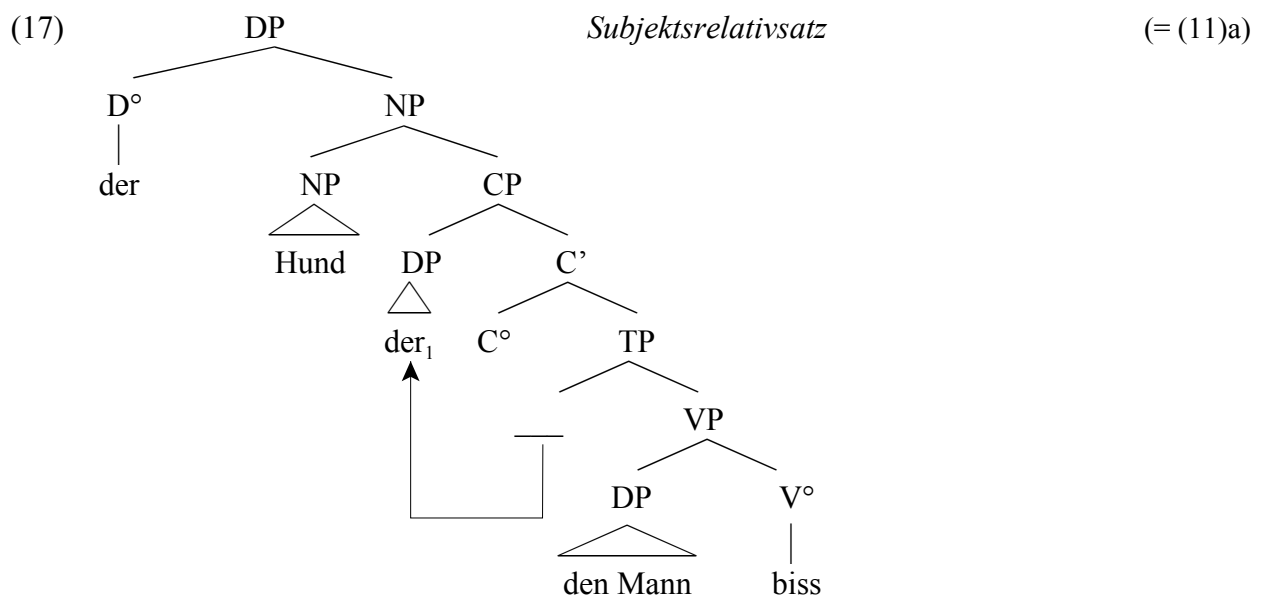 (17) DP Subjektsrelativsatz (= (11)a)
D° NP
der NP CP
Hund DP C’
der₁ C° TP
VP
DP V°
den Mann biss